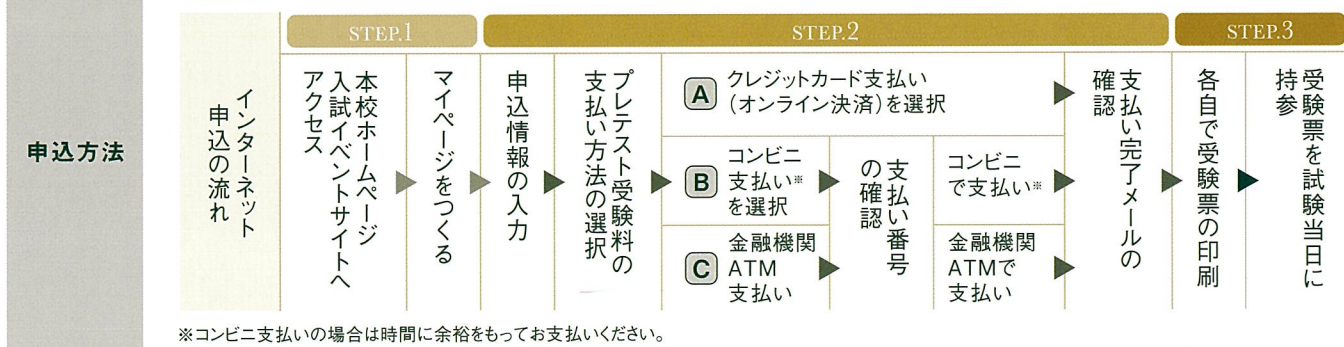 申込方法
インターネット
申込の流れ
STEP.1
本校ホームページ
入試イベントサイトへ
アクセス
マイページをつくる
STEP.2
申込情報の入力
プレテスト受験料の
支払い方法の選択
A クレジットカード支払い
（オンライン決済）を選択
B コンビニ
支払い※
を選択
C 金融機関
ATM
支払い
支払い番号
の確認
コンビニ
で支払い※
金融機関
ATMで
支払い
支払い完了メールの
確認
STEP.3
各自で受験票の印刷
受験票を試験当日に
持参
※コンビニ支払いの場合は時間に余裕をもってお支払いください。